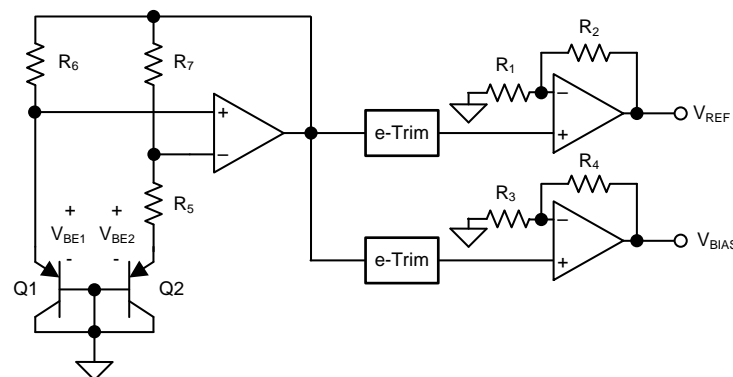 R2
R6
R7
R1
e-Trim
VREF
R4
R5
R3
+
+
VBE1
VBE2
-
-
e-Trim
VBIAS
Q1
Q2
+
−
−
+
−
+